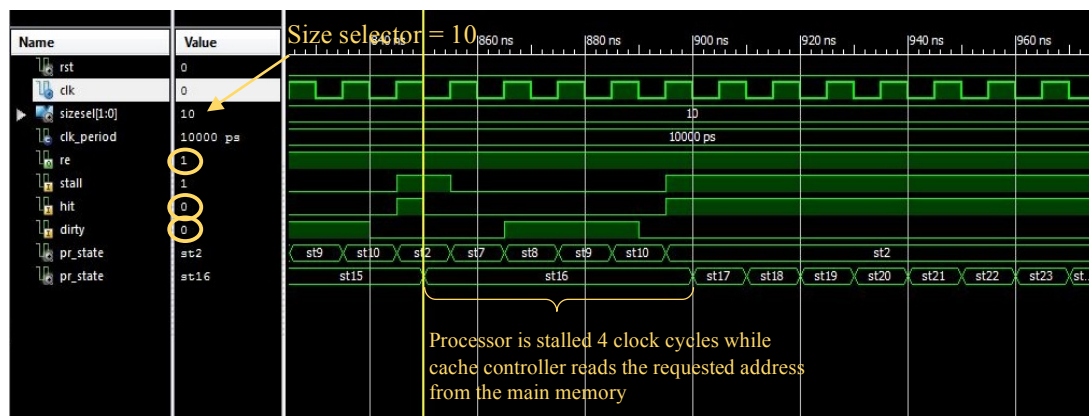 Name Value
Size selector = 10
840 ns 860 ns 880 ns 900 ns 920 ns 940 ns 960 ns
rst 0
clk 0
sizesel[1:0] 10 10
clk_period 10000 ps 10000 ps
re 1
stall 1
hit 0
dirty 0
pr_state st2 st9 st10 st2 st7 st8 st9 st10 st2
pr_state st16 st15 st16 st17 st18 st19 st20 st21 st22 st23 st..
Processor is stalled 4 clock cycles while
cache controller reads the requested address
from the main memory